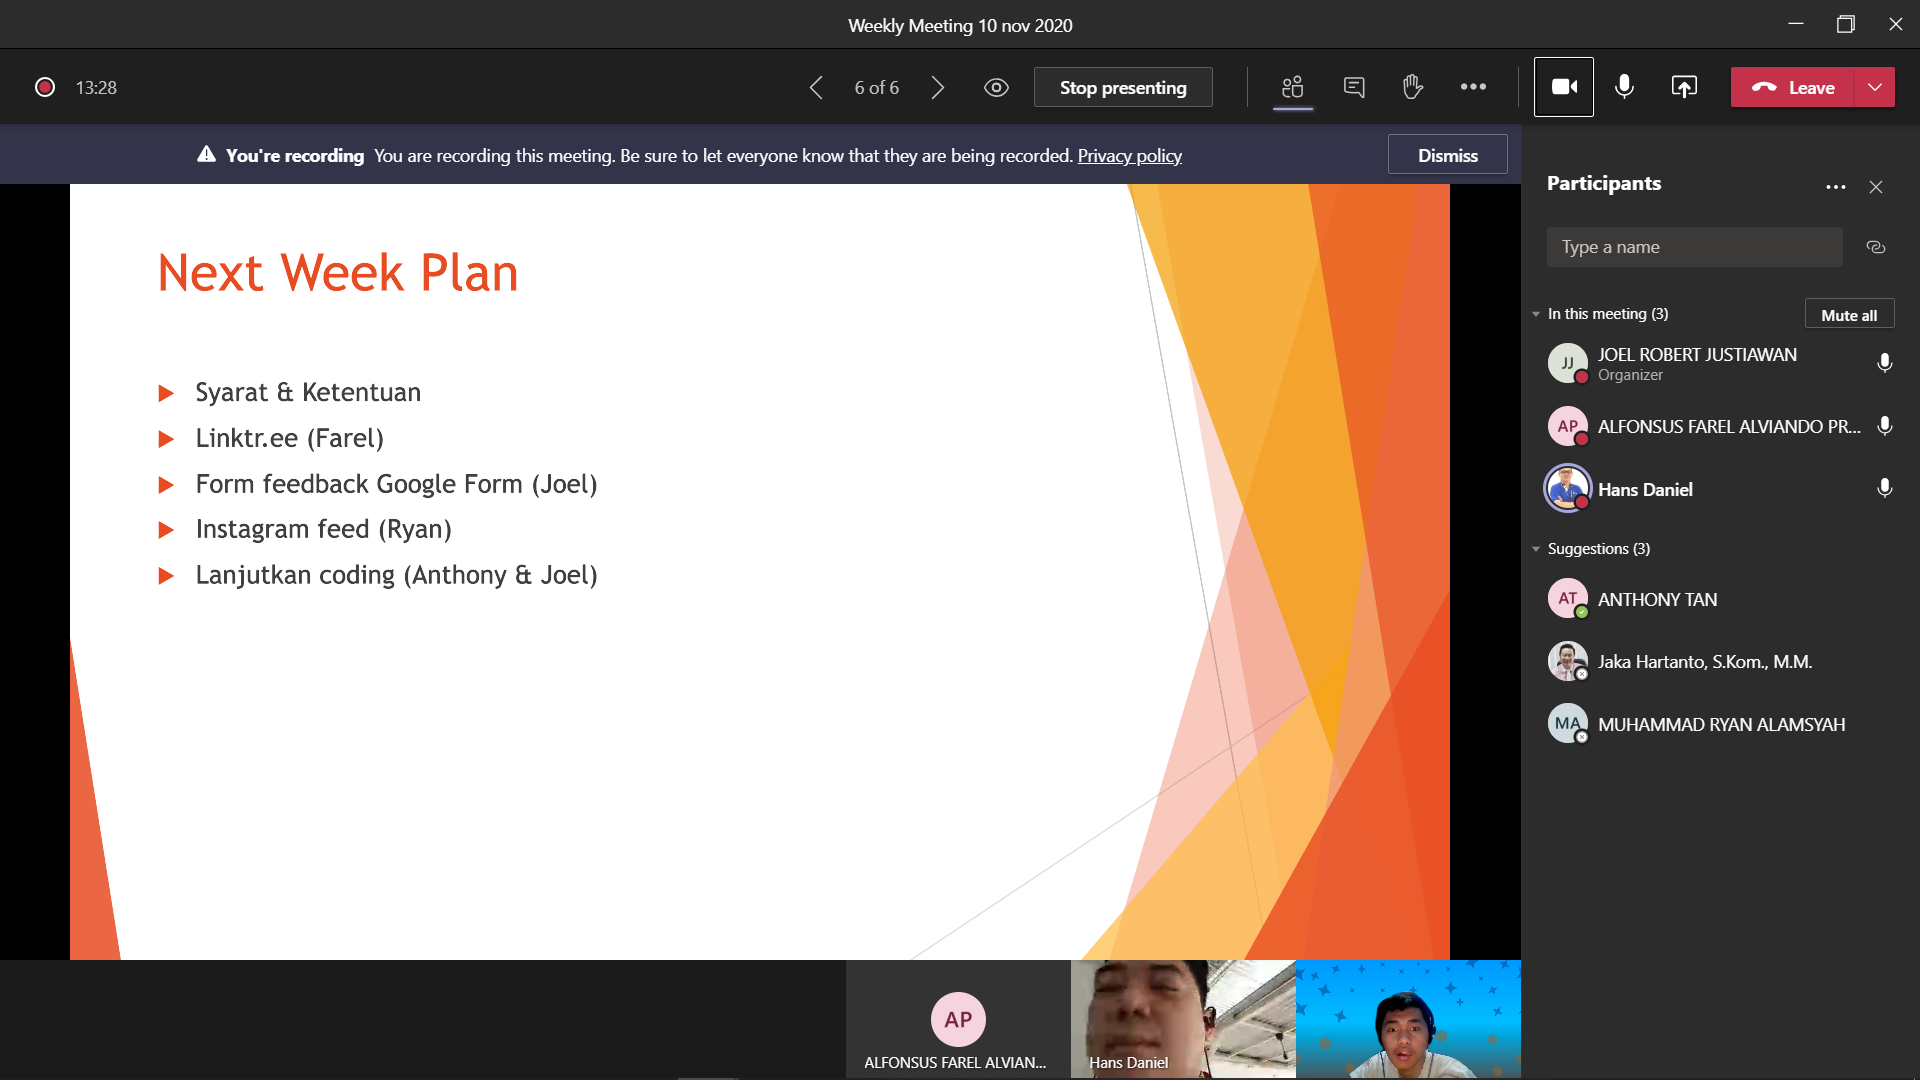 Weekly Meeting 10 nov 2020
13:28
6 of 6
Stop presenting
Leave
You're recording You are recording this meeting. Be sure to let everyone know that they are being recorded. Privacy policy
Dismiss
Next Week Plan
Syarat & Ketentuan
Linktr.ee (Farel)
Form feedback Google Form (Joel)
Instagram feed (Ryan)
Lanjutkan coding (Anthony & Joel)
Participants
Type a name
In this meeting (3)
Mute all
JJ
JOEL ROBERT JUSTIAWAN
Organizer
AP
ALFONSUS FAREL ALVIANDO PR...
Hans Daniel
Suggestions (3)
AT
ANTHONY TAN
Jaka Hartanto, S.Kom., M.M.
MA
MUHAMMAD RYAN ALAMSYAH
AP
ALFONSUS FAREL ALVIAN...
Hans Daniel